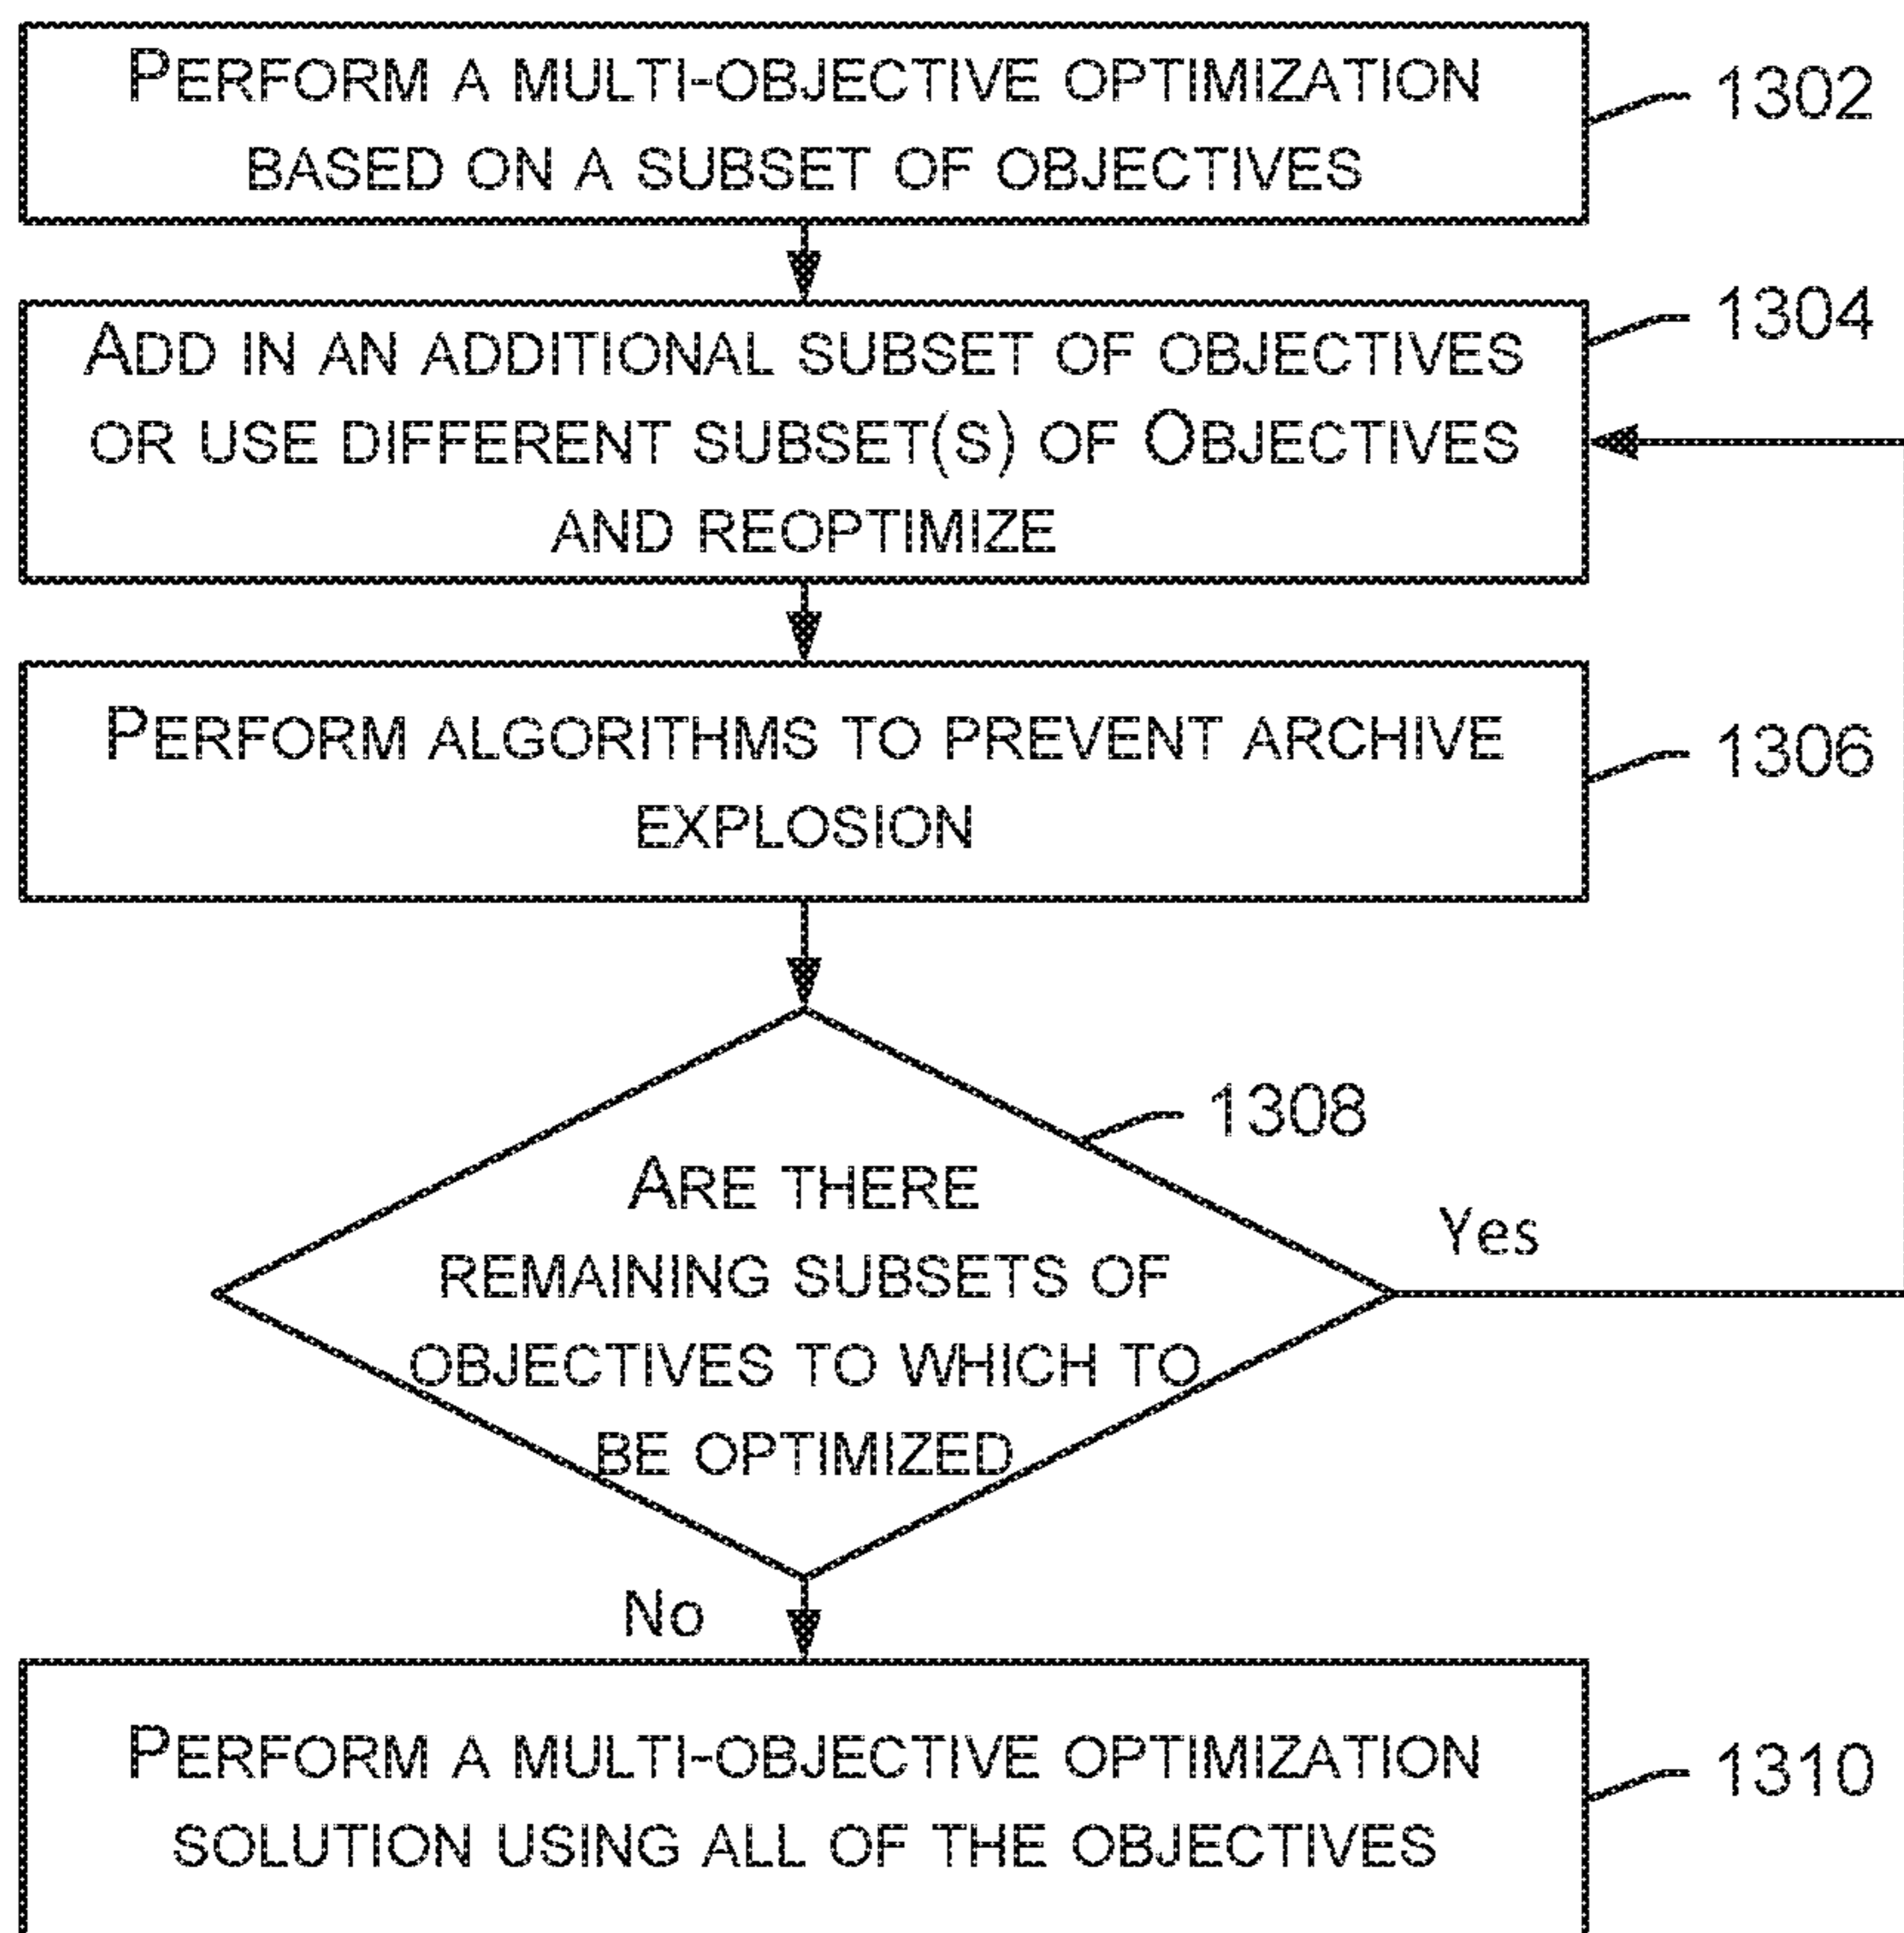 PERFORM A MULTI-OBJECTIVE OPTIMIZATION
BASED ON A SUBSET OF OBJECTIVES
1302
ADD IN AN ADDITIONAL SUBSET OF OBJECTIVES
OR USE DIFFERENT SUBSET(S) OF OBJECTIVES
AND REOPTIMIZE
1304
PERFORM ALGORITHMS TO PREVENT ARCHIVE
EXPLOSION
1306
1308
ARE THERE
REMAINING SUBSETS OF
OBJECTIVES TO WHICH TO
BE OPTIMIZED
Yes
No
PERFORM A MULTI-OBJECTIVE OPTIMIZATION
SOLUTION USING ALL OF THE OBJECTIVES
1310